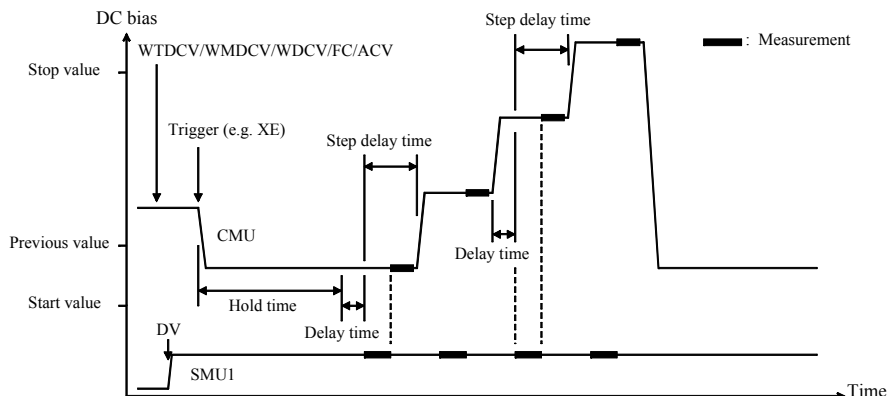 DC bias
Step delay time
WTDCV/WMDCV/WDCV/FC/ACV
: Measurement
Stop value
Trigger (e.g. XE)
Step delay time
CMU
Previous value
Delay time
Hold time
Start value
Delay time
DV
SMU1
Time